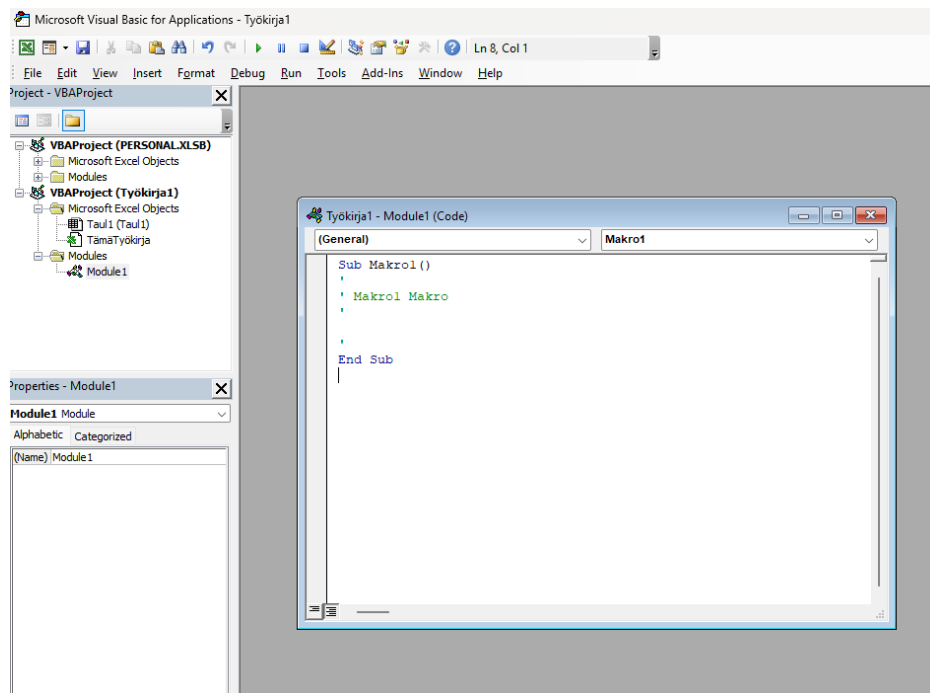 Microsoft Visual Basic for Applications - Työkirja1
Ln 8, Col 1
File Edit View Insert Format Debug Run Tools Add-Ins Window Help
Project - VBAProject
VBAProject (PERSONAL.XLSB)
Microsoft Excel Objects
Modules
VBAProject (Työkirja1)
Microsoft Excel Objects
Taul1 (Taul1)
TämäTyökirja
Modules
Module1
Properties - Module1
Module1 Module
Alphabetic Categorized
(Name) Module1
Työkirja1 - Module1 (Code)
(General) Makro1
Sub Makro1()
'
' Makro1 Makro
'
'
End Sub